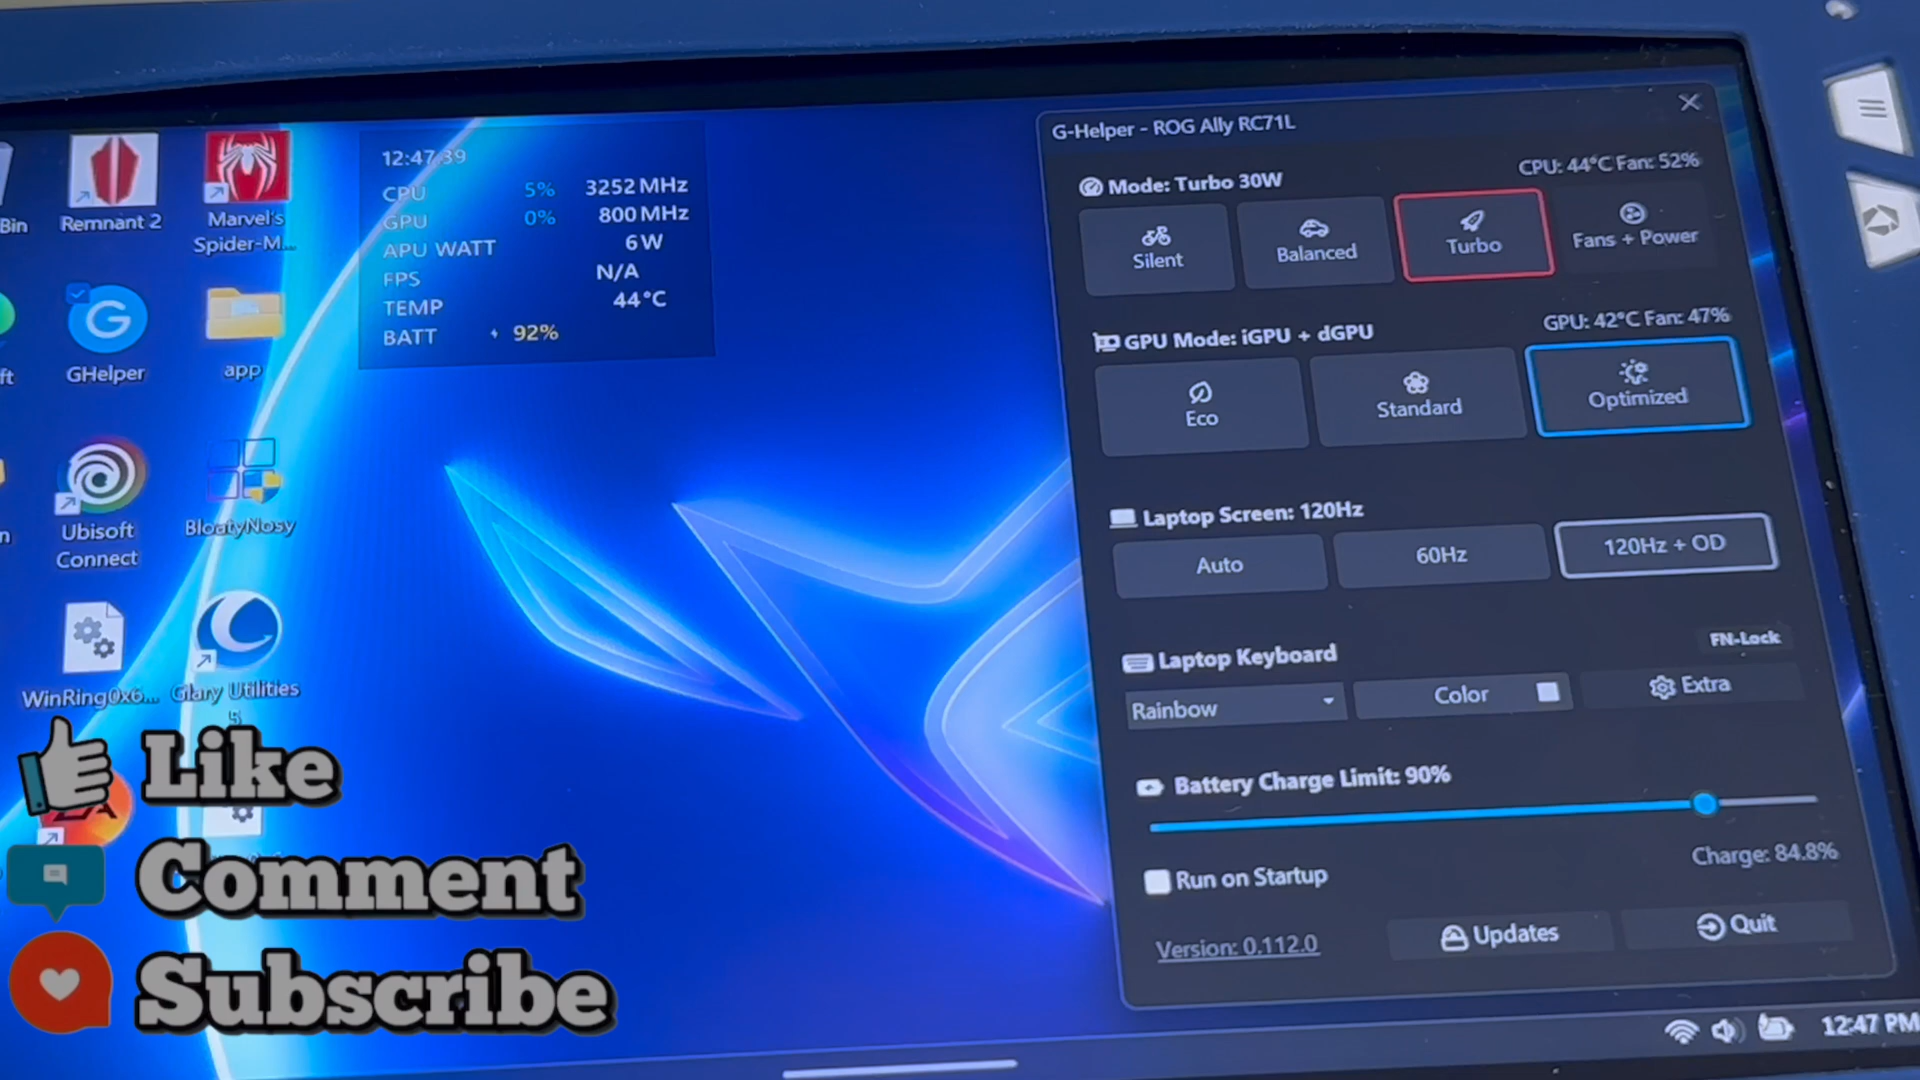 Bin
Remnant 2
Marvel's
Spider-M...
ft
GHelper
app
Ubisoft
Connect
BloatyNosy
WinRing0x6...
Glary Utilities
5
12:47:39
CPU 5% 3252 MHz
GPU 0% 800 MHz
APU WATT 6 W
FPS N/A
TEMP 44°C
BATT 92%
G-Helper - ROG Ally RC71L
Mode: Turbo 30W
CPU: 44°C Fan: 52%
Silent
Balanced
Turbo
Fans + Power
GPU Mode: iGPU + dGPU
GPU: 42°C Fan: 47%
Eco
Standard
Optimized
Laptop Screen: 120Hz
Auto
60Hz
120Hz + OD
Laptop Keyboard
FN-Lock
Rainbow
Color
Extra
Battery Charge Limit: 90%
Charge: 84.8%
Run on Startup
Version: 0.112.0
Updates
Quit
12:47 PM
Like
Comment
Subscribe